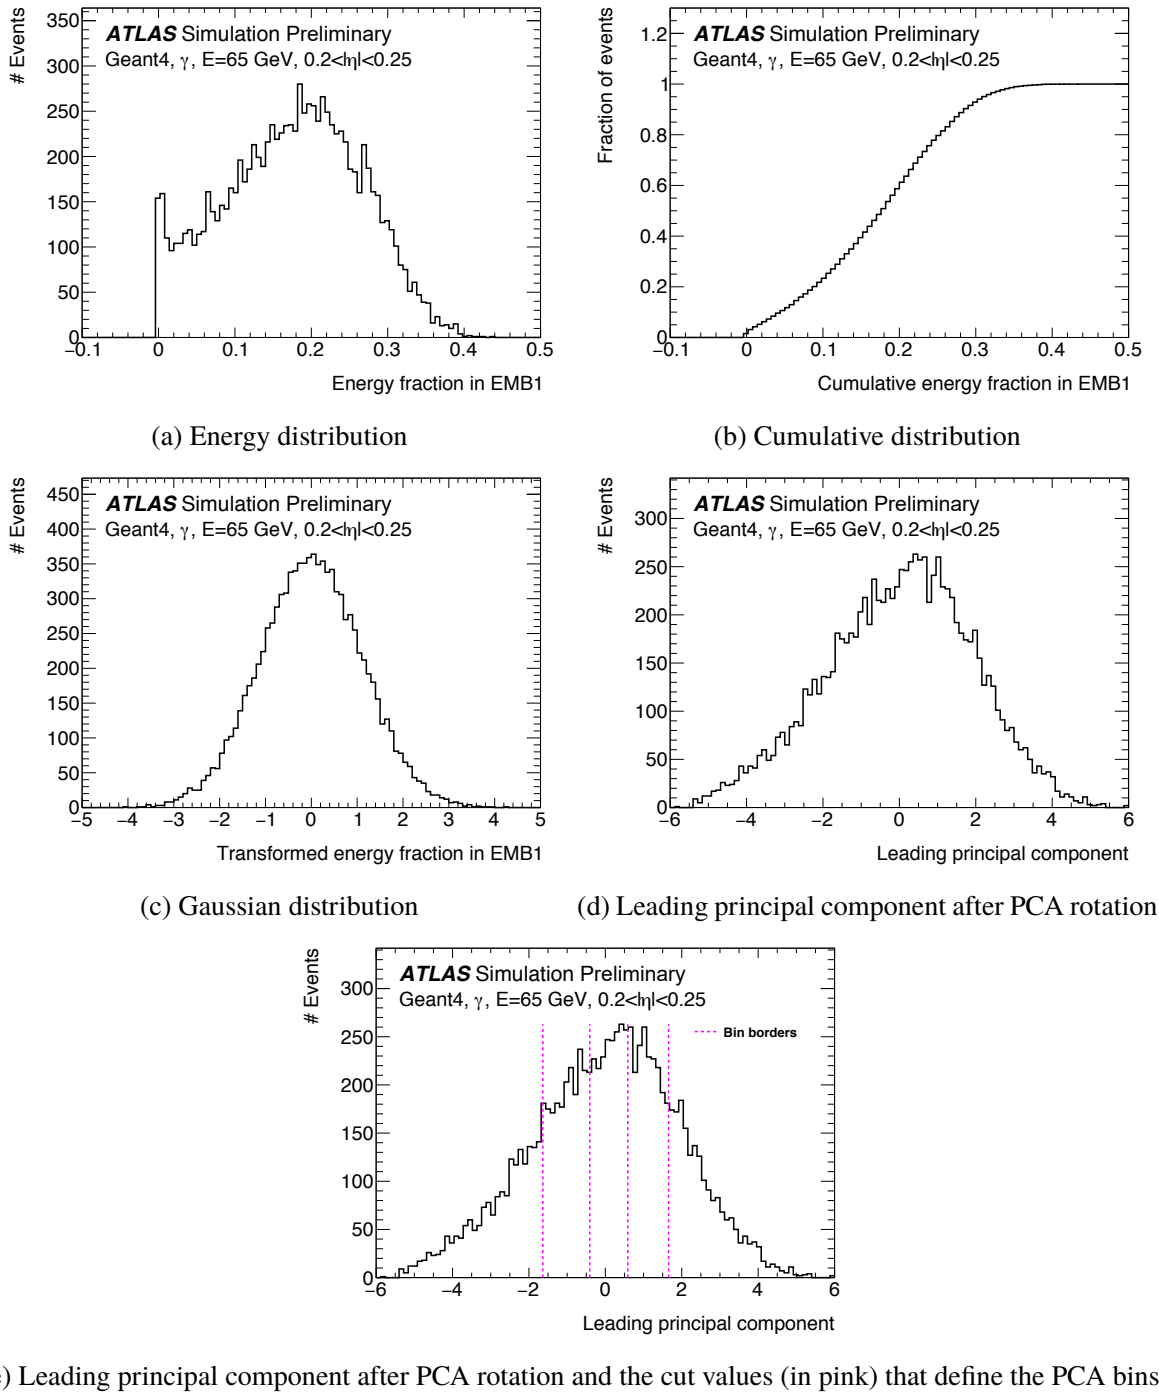 # Events
350
300
250
200
150
100
50
0
ATLAS Simulation Preliminary
Geant4, γ, E=65 GeV, 0.2<|η|<0.25
−0.1 0 0.1 0.2 0.3 0.4 0.5
Energy fraction in EMB1
(a) Energy distribution
Fraction of events
1.2
1
0.8
0.6
0.4
0.2
0
ATLAS Simulation Preliminary
Geant4, γ, E=65 GeV, 0.2<|η|<0.25
−0.1 0 0.1 0.2 0.3 0.4 0.5
Cumulative energy fraction in EMB1
(b) Cumulative distribution
# Events
450
400
350
300
250
200
150
100
50
0
ATLAS Simulation Preliminary
Geant4, γ, E=65 GeV, 0.2<|η|<0.25
−5 −4 −3 −2 −1 0 1 2 3 4 5
Transformed energy fraction in EMB1
(c) Gaussian distribution
# Events
300
250
200
150
100
50
0
ATLAS Simulation Preliminary
Geant4, γ, E=65 GeV, 0.2<|η|<0.25
−6 −4 −2 0 2 4 6
Leading principal component
(d) Leading principal component after PCA rotation
# Events
300
250
200
150
100
50
0
ATLAS Simulation Preliminary
Geant4, γ, E=65 GeV, 0.2<|η|<0.25
Bin borders
−6 −4 −2 0 2 4 6
Leading principal component
) Leading principal component after PCA rotation and the cut values (in pink) that define the PCA bins